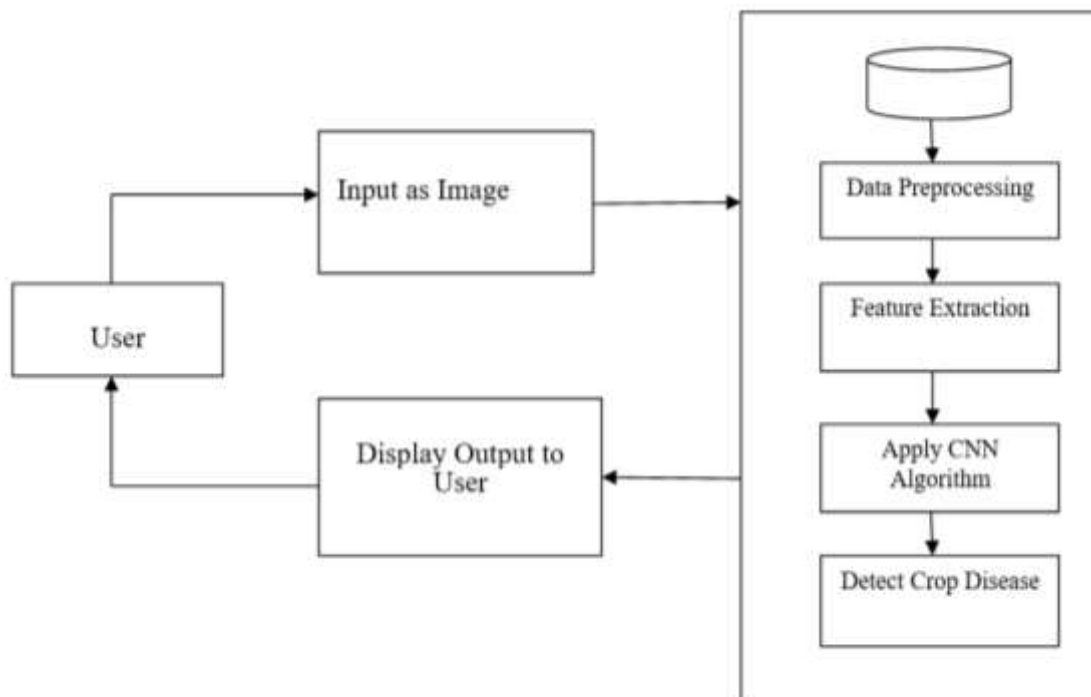 User
Input as Image
Data Preprocessing
Feature Extraction
Apply CNN
Algorithm
Detect Crop Disease
Display Output to
User